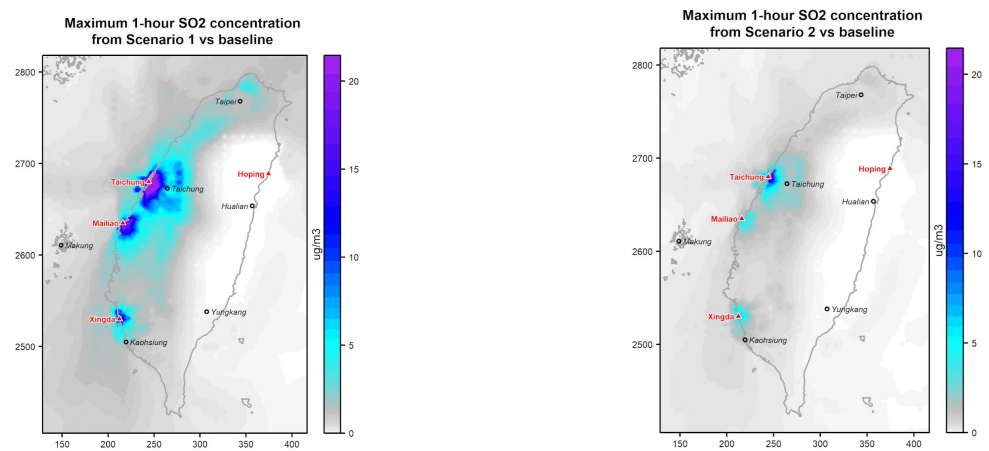 Maximum 1-hour SO2 concentration
from Scenario 1 vs baseline
2800
2700
2600
2500
150
200
250
300
350
400
Taipei
Taichung
Taichung
Hoping
Mailiao
Hualian
Makung
Xingda
Yungkang
Kaohsiung
20
15
10
5
0
ug/m3
Maximum 1-hour SO2 concentration
from Scenario 2 vs baseline
2800
2700
2600
2500
150
200
250
300
350
400
Taipei
Taichung
Taichung
Hoping
Mailiao
Hualian
Makung
Xingda
Yungkang
Kaohsiung
20
15
10
5
0
ug/m3